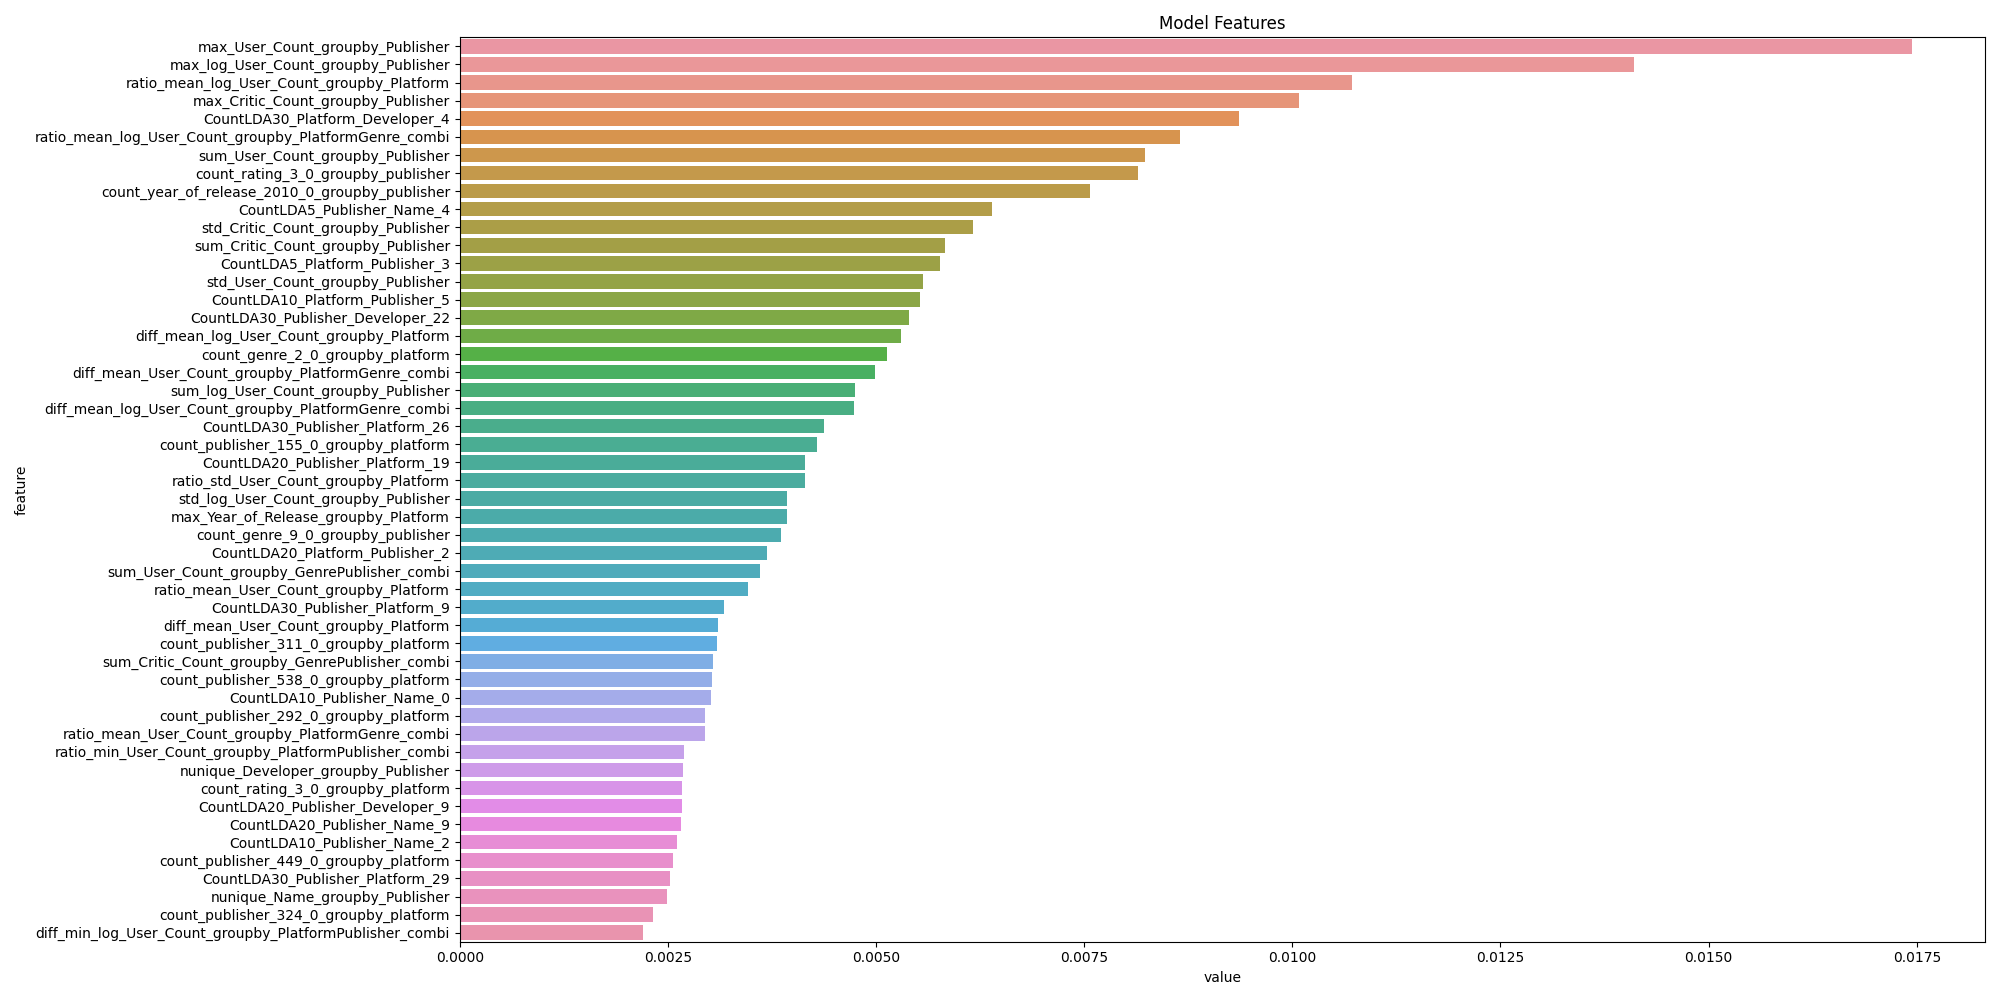 Model Features
max_User_Count_groupby_Publisher
max_log_User_Count_groupby_Publisher
ratio_mean_log_User_Count_groupby_Platform
max_Critic_Count_groupby_Publisher
CountLDA30_Platform_Developer_4
ratio_mean_log_User_Count_groupby_PlatformGenre_combi
sum_User_Count_groupby_Publisher
count_rating_3_0_groupby_publisher
count_year_of_release_2010_0_groupby_publisher
CountLDA5_Publisher_Name_4
std_Critic_Count_groupby_Publisher
sum_Critic_Count_groupby_Publisher
CountLDA5_Platform_Publisher_3
std_User_Count_groupby_Publisher
CountLDA10_Platform_Publisher_5
CountLDA30_Publisher_Developer_22
diff_mean_log_User_Count_groupby_Platform
count_genre_2_0_groupby_platform
diff_mean_User_Count_groupby_PlatformGenre_combi
sum_log_User_Count_groupby_Publisher
diff_mean_log_User_Count_groupby_PlatformGenre_combi
CountLDA30_Publisher_Platform_26
count_publisher_155_0_groupby_platform
CountLDA20_Publisher_Platform_19
ratio_std_User_Count_groupby_Platform
std_log_User_Count_groupby_Publisher
max_Year_of_Release_groupby_Platform
count_genre_9_0_groupby_publisher
CountLDA20_Platform_Publisher_2
sum_User_Count_groupby_GenrePublisher_combi
ratio_mean_User_Count_groupby_Platform
CountLDA30_Publisher_Platform_9
diff_mean_User_Count_groupby_Platform
count_publisher_311_0_groupby_platform
sum_Critic_Count_groupby_GenrePublisher_combi
count_publisher_538_0_groupby_platform
CountLDA10_Publisher_Name_0
count_publisher_292_0_groupby_platform
ratio_mean_User_Count_groupby_PlatformGenre_combi
ratio_min_User_Count_groupby_PlatformPublisher_combi
nunique_Developer_groupby_Publisher
count_rating_3_0_groupby_platform
CountLDA20_Publisher_Developer_9
CountLDA20_Publisher_Name_9
CountLDA10_Publisher_Name_2
count_publisher_449_0_groupby_platform
CountLDA30_Publisher_Platform_29
nunique_Name_groupby_Publisher
count_publisher_324_0_groupby_platform
diff_min_log_User_Count_groupby_PlatformPublisher_combi
feature
0.0000 0.0025 0.0050 0.0075 0.0100 0.0125 0.0150 0.0175
value